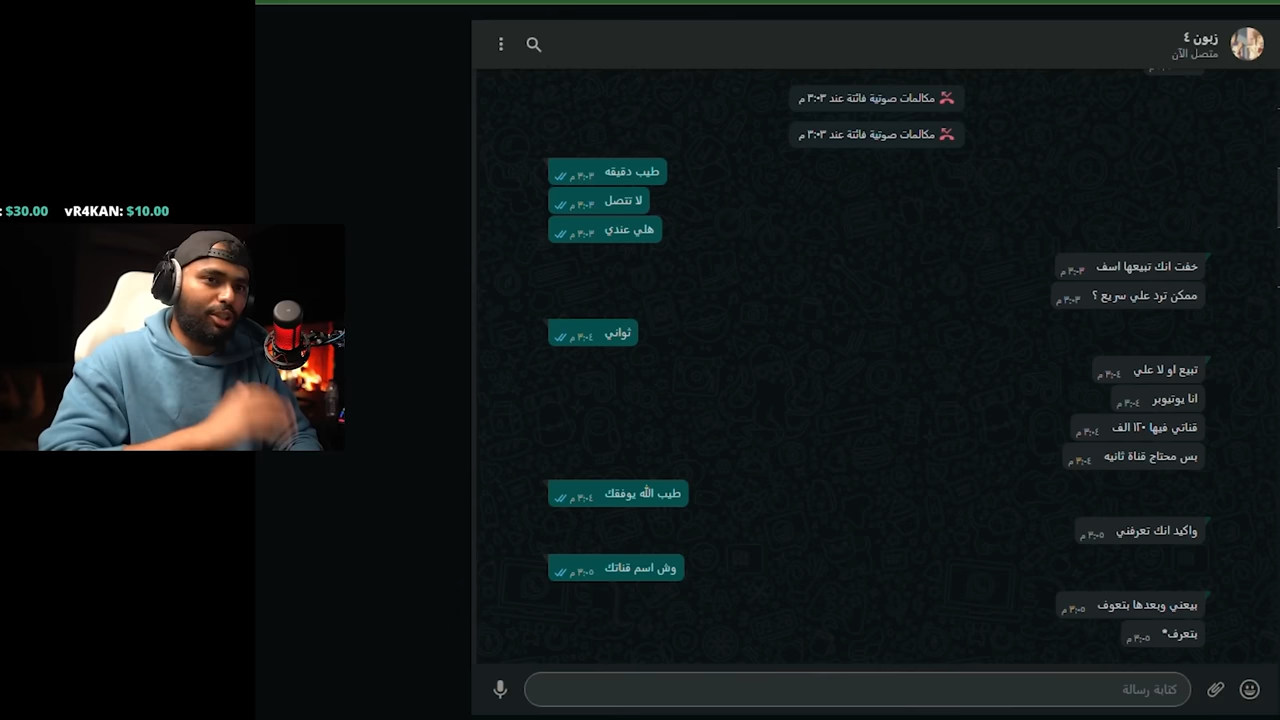 زبون ٤
متصل الآن
مكالمات صوتية فائتة عند ٣:٠٣ م
مكالمات صوتية فائتة عند ٣:٠٣ م
طيب دقيقه ٣:٠٣ م
لا تتصل ٣:٠٣ م
هلي عندي ٣:٠٣ م
: $30.00 vR4KAN: $10.00
خفت انك تبيعها اسف ٣:٠٣ م
ممكن ترد علي سريع ؟ ٣:٠٣ م
ثواني ٣:٠٤ م
تبيع او لا علي ٣:٠٤ م
انا يوتيوبر ٣:٠٤ م
قناتي فيها ١٢٠ الف ٣:٠٤ م
بس محتاج قناة ثانيه ٣:٠٤ م
طيب الله يوفقك ٣:٠٤ م
واكيد انك تعرفني ٣:٠٥ م
وش اسم قناتك ٣:٠٥ م
بيعني وبعدها بتعوف ٣:٠٥ م
بتعرف* ٣:٠٥ م
كتابة رسالة